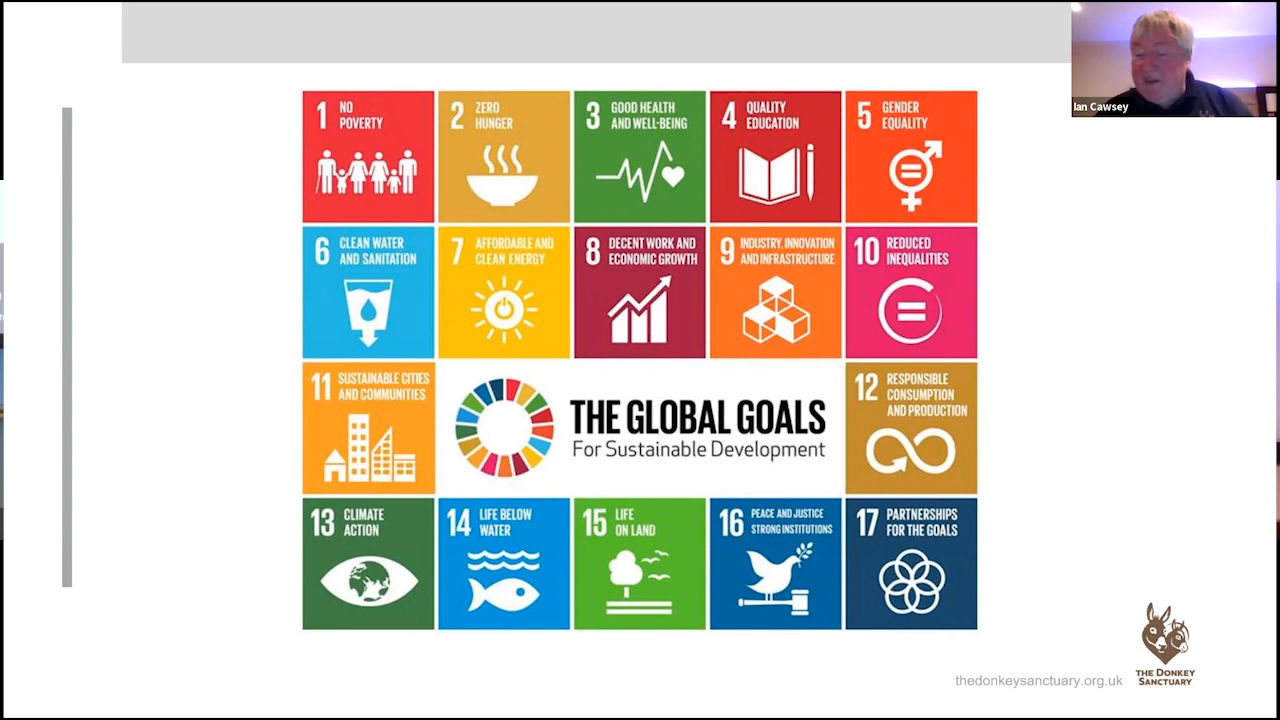 Ian Cawsey
1 NO
POVERTY
2 ZERO
HUNGER
3 GOOD HEALTH
AND WELL-BEING
4 QUALITY
EDUCATION
5 GENDER
EQUALITY
6 CLEAN WATER
AND SANITATION
7 AFFORDABLE AND
CLEAN ENERGY
8 DECENT WORK AND
ECONOMIC GROWTH
9 INDUSTRY, INNOVATION
AND INFRASTRUCTURE
10 REDUCED
INEQUALITIES
11 SUSTAINABLE CITIES
AND COMMUNITIES
THE GLOBAL GOALS
For Sustainable Development
12 RESPONSIBLE
CONSUMPTION
AND PRODUCTION
13 CLIMATE
ACTION
14 LIFE BELOW
WATER
15 LIFE
ON LAND
16 PEACE AND JUSTICE
STRONG INSTITUTIONS
17 PARTNERSHIPS
FOR THE GOALS
thedonkeysanctuary.org.uk
THE DONKEY
SANCTUARY